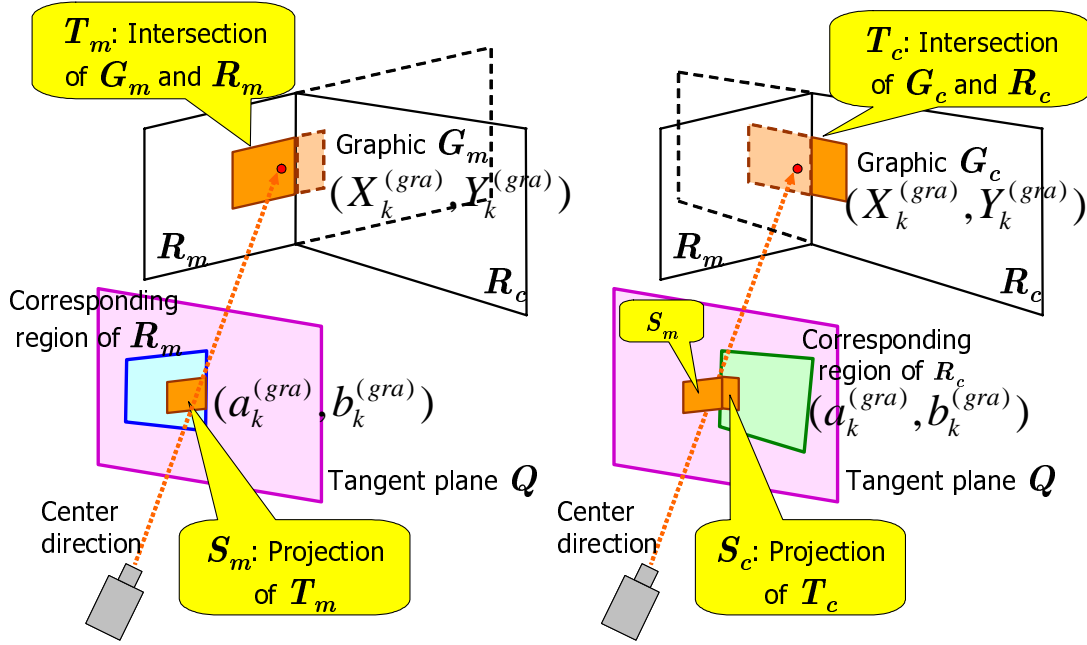 T_m: Intersection
of G_m and R_m
Graphic G_m
(X_k^(gra), Y_k^(gra))
R_m
R_c
Corresponding
region of R_m
(a_k^(gra), b_k^(gra))
Tangent plane Q
Center
direction
S_m: Projection
of T_m
T_c: Intersection
of G_c and R_c
Graphic G_c
(X_k^(gra), Y_k^(gra))
R_m
R_c
S_m
Corresponding
region of R_c
(a_k^(gra), b_k^(gra))
Tangent plane Q
Center
direction
S_c: Projection
of T_c